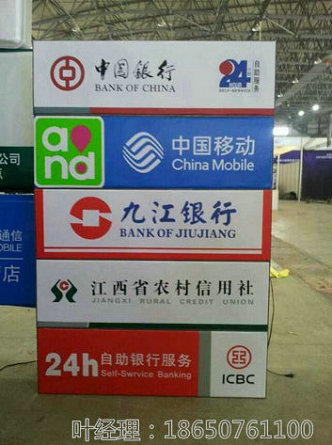 中国银行
BANK OF CHINA
24
自助服务
SELF-SERVICE
and
中国移动
China Mobile
公司
点
九江银行
BANK OF JIUJIANG
通信
MOBILE
店
江西省农村信用社
JIANGXI RURAL CREDIT UNION
24h 自助银行服务
Self-Swrvice Banking
ICBC
叶经理：18650761100